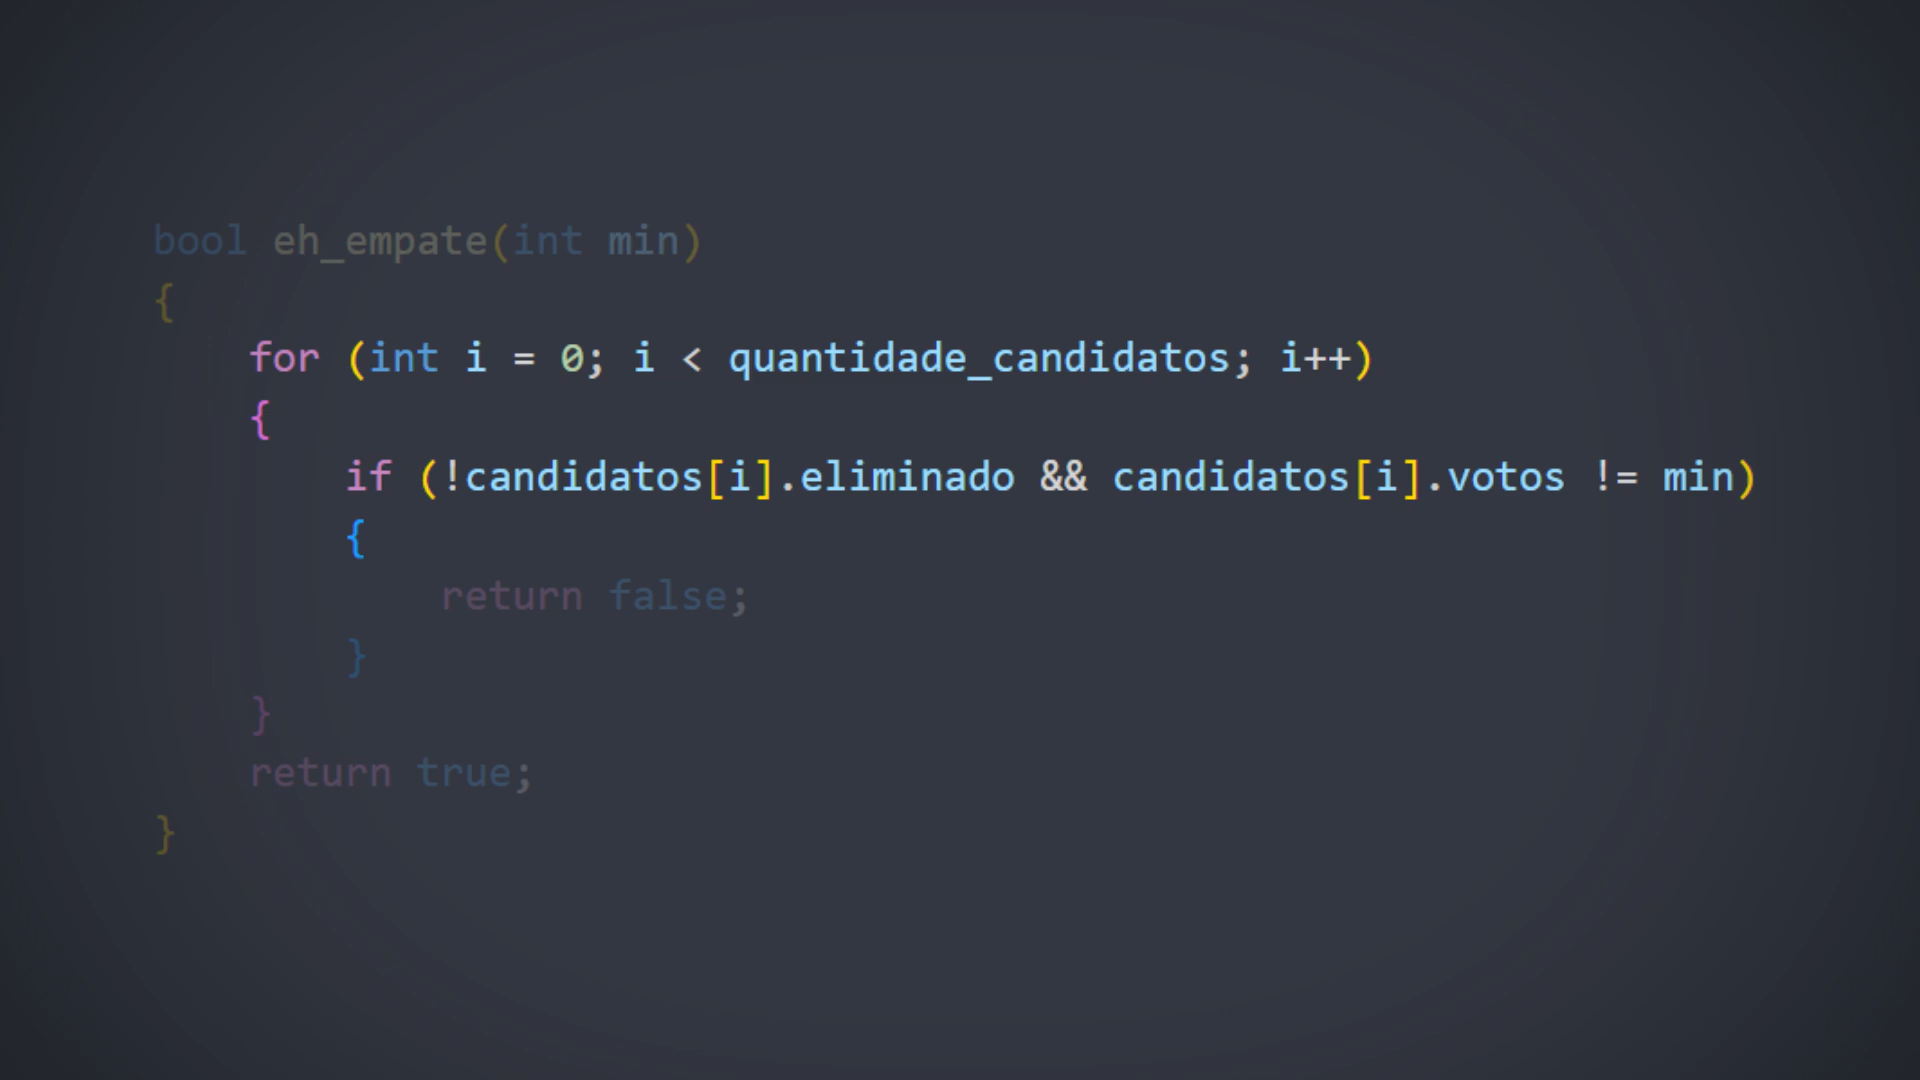 bool eh_empate(int min)
{
for (int i = 0; i < quantidade_candidatos; i++)
{
if (!candidatos[i].eliminado && candidatos[i].votos != min)
{
return false;
}
}
return true;
}